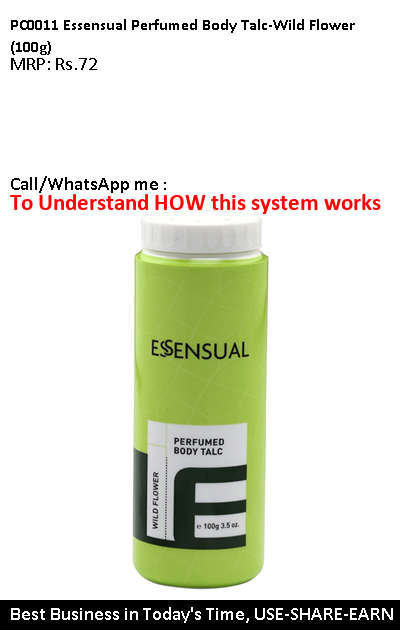 PC0011 Essensual Perfumed Body Talc-Wild Flower
(100g)
MRP: Rs.72
Call/WhatsApp me :
To Understand HOW this system works
ESSENSUAL
PERFUMED
BODY TALC
WILD FLOWER
e 100g 3.5 oz.
Best Business in Today's Time, USE-SHARE-EARN